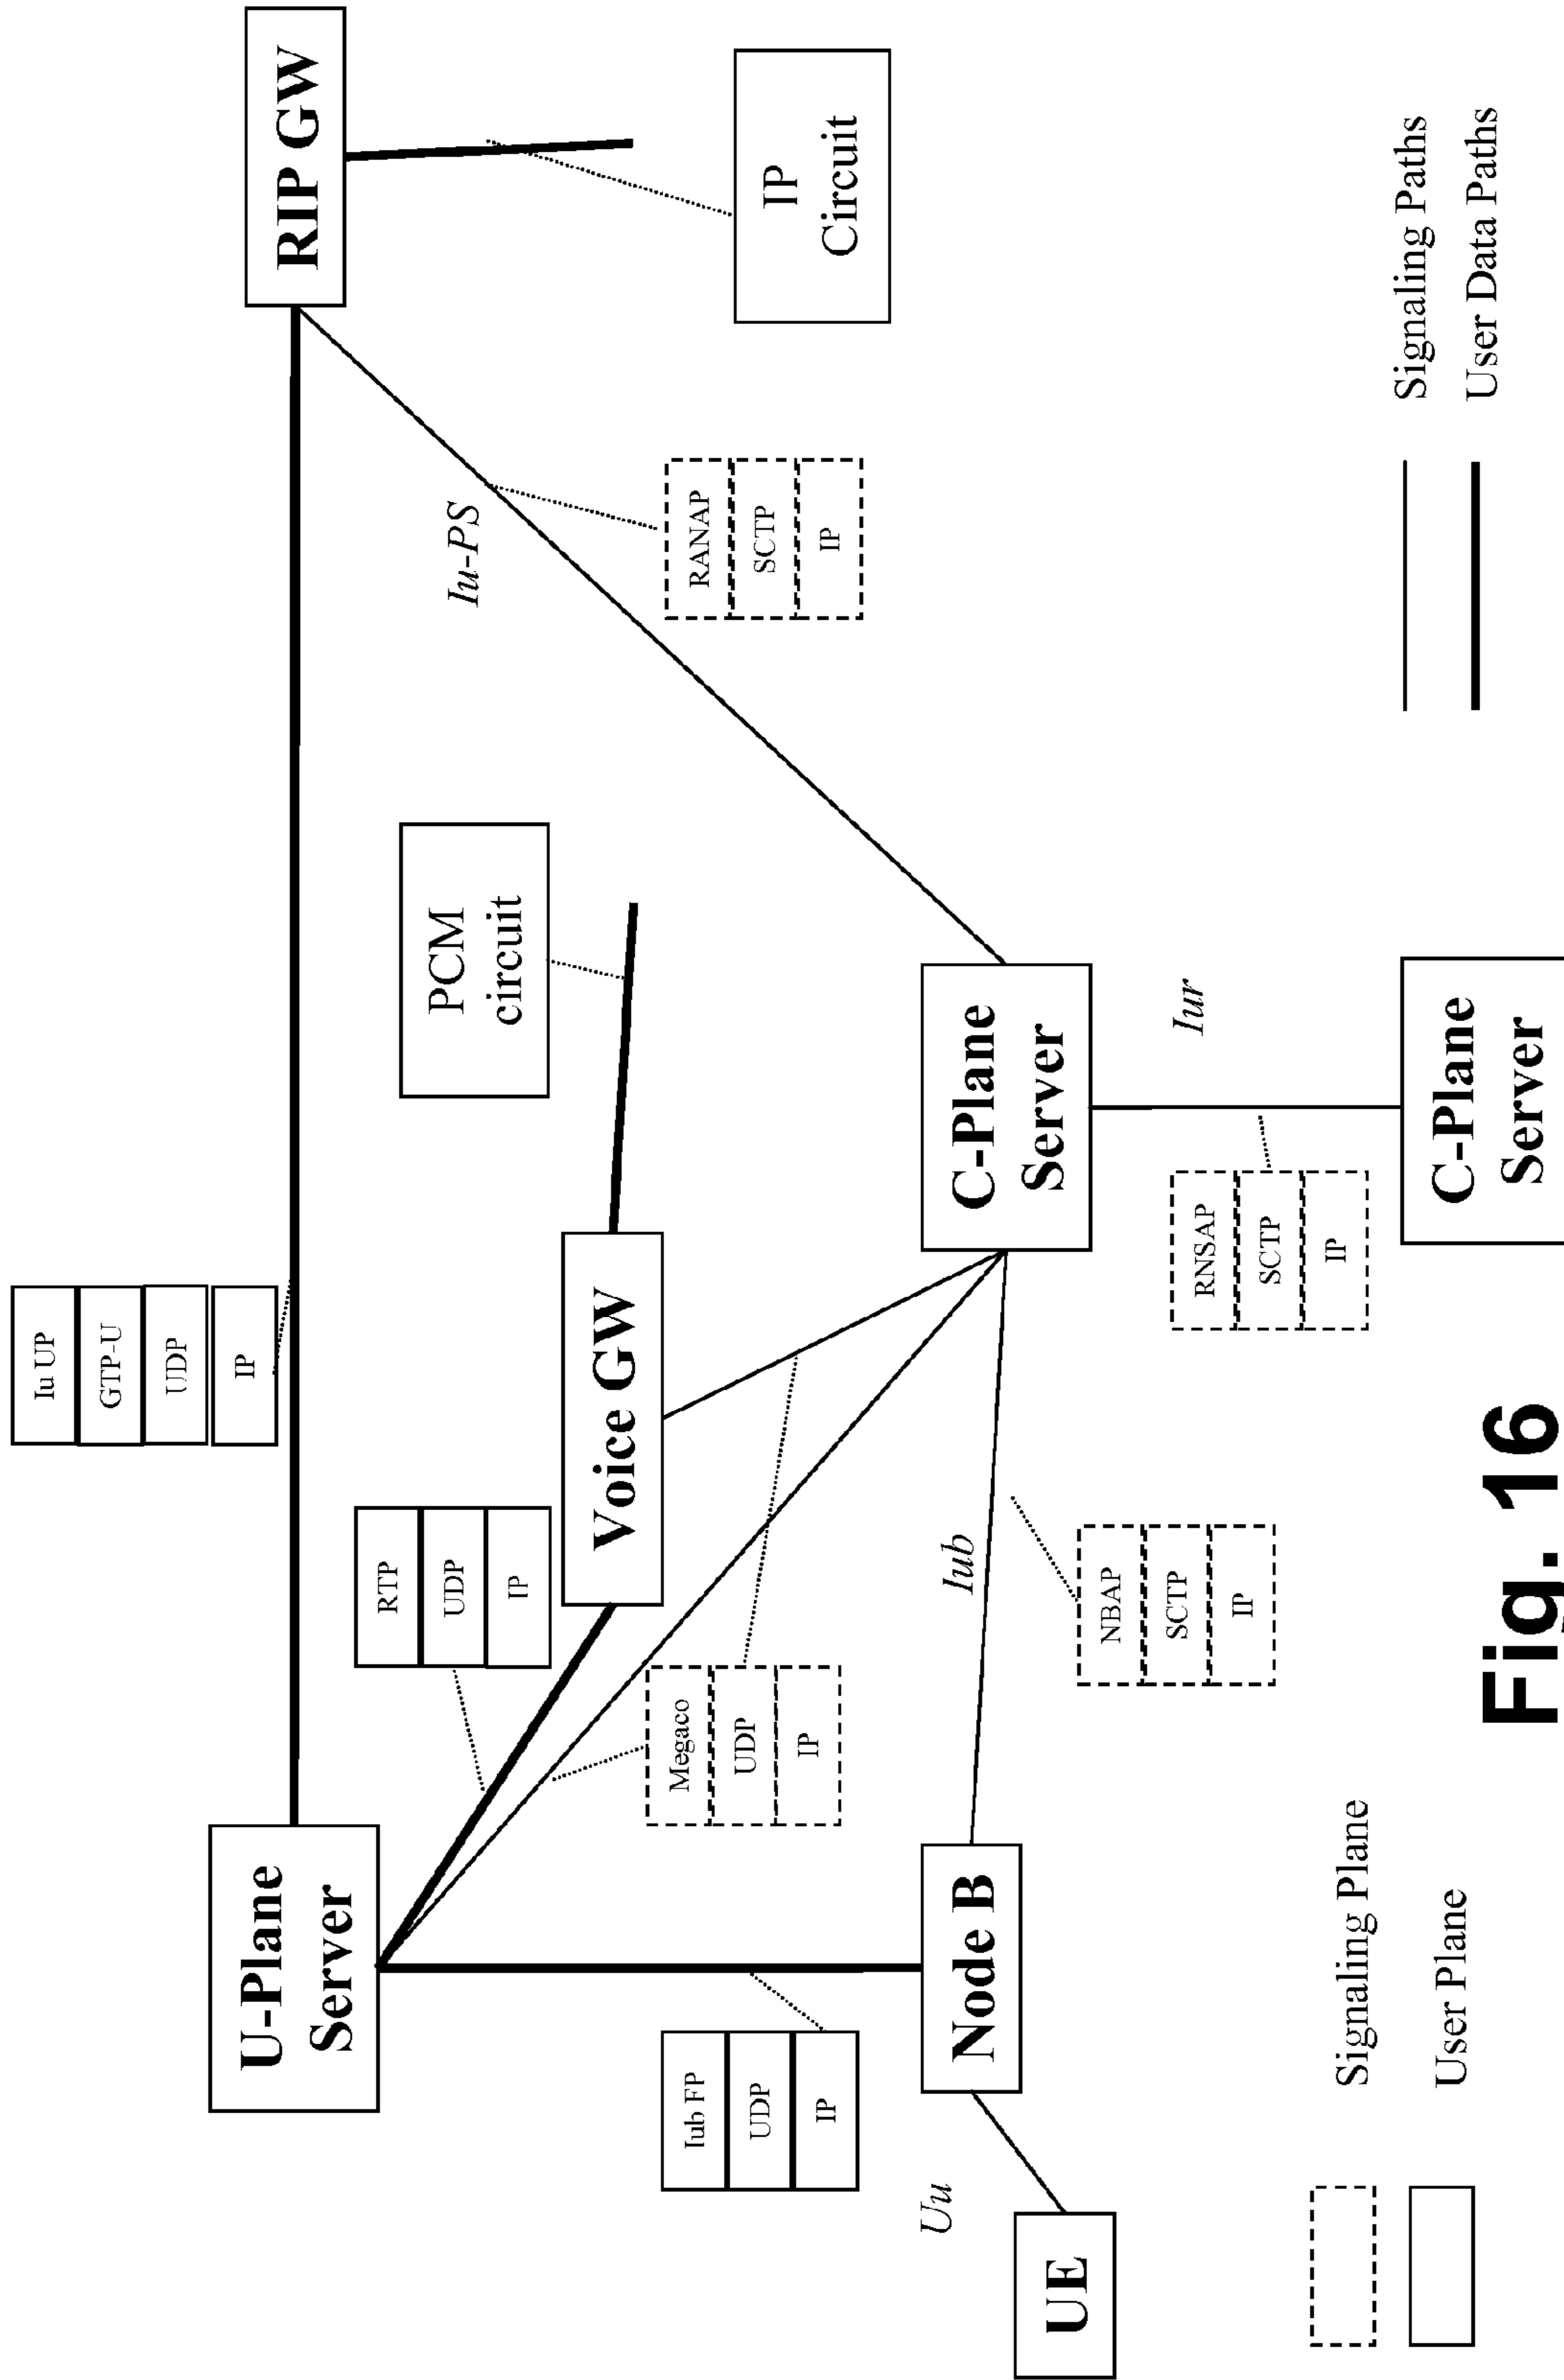 Iu UP
GTP-U
UDP
IP
U-Plane
Server
RIP GW
RTP
UDP
IP
PCM
circuit
Iu-PS
Voice GW
IP
Circuit
Iub FP
UDP
IP
Megaco
UDP
IP
RANAP
SCTP
IP
Uu
Node B
Iub
C-Plane
Server
UE
NBAP
SCTP
IP
RNSAP
SCTP
IP
Iur
C-Plane
Server
Signaling Plane
User Plane
Signaling Paths
User Data Paths
Fig. 16